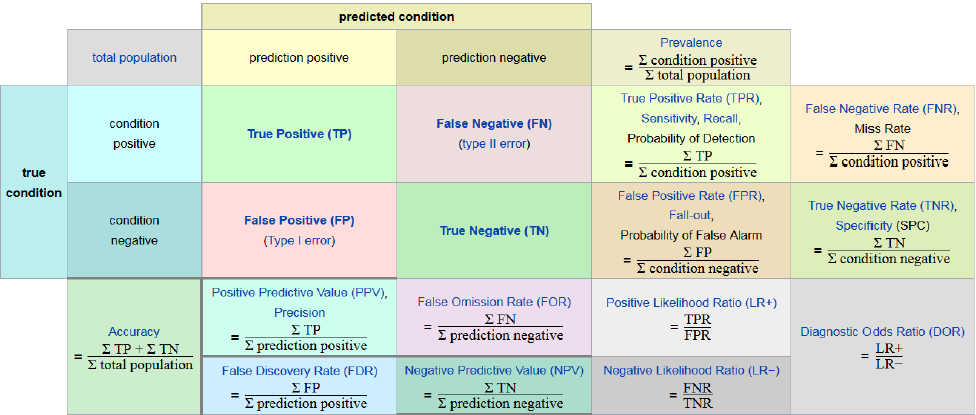 predicted condition
total population
prediction positive
prediction negative
Prevalence
= Σ condition positive
Σ total population
true
condition
condition
positive
True Positive (TP)
False Negative (FN)
(type II error)
True Positive Rate (TPR),
Sensitivity, Recall,
Probability of Detection
= Σ TP
Σ condition positive
False Negative Rate (FNR),
Miss Rate
= Σ FN
Σ condition positive
condition
negative
False Positive (FP)
(Type I error)
True Negative (TN)
False Positive Rate (FPR),
Fall-out,
Probability of False Alarm
= Σ FP
Σ condition negative
True Negative Rate (TNR),
Specificity (SPC)
= Σ TN
Σ condition negative
Accuracy
= Σ TP + Σ TN
Σ total population
Positive Predictive Value (PPV),
Precision
= Σ TP
Σ prediction positive
False Omission Rate (FOR)
= Σ FN
Σ prediction negative
Positive Likelihood Ratio (LR+)
= TPR
FPR
Diagnostic Odds Ratio (DOR)
= LR+
LR−
False Discovery Rate (FDR)
= Σ FP
Σ prediction positive
Negative Predictive Value (NPV)
= Σ TN
Σ prediction negative
Negative Likelihood Ratio (LR−)
= FNR
TNR